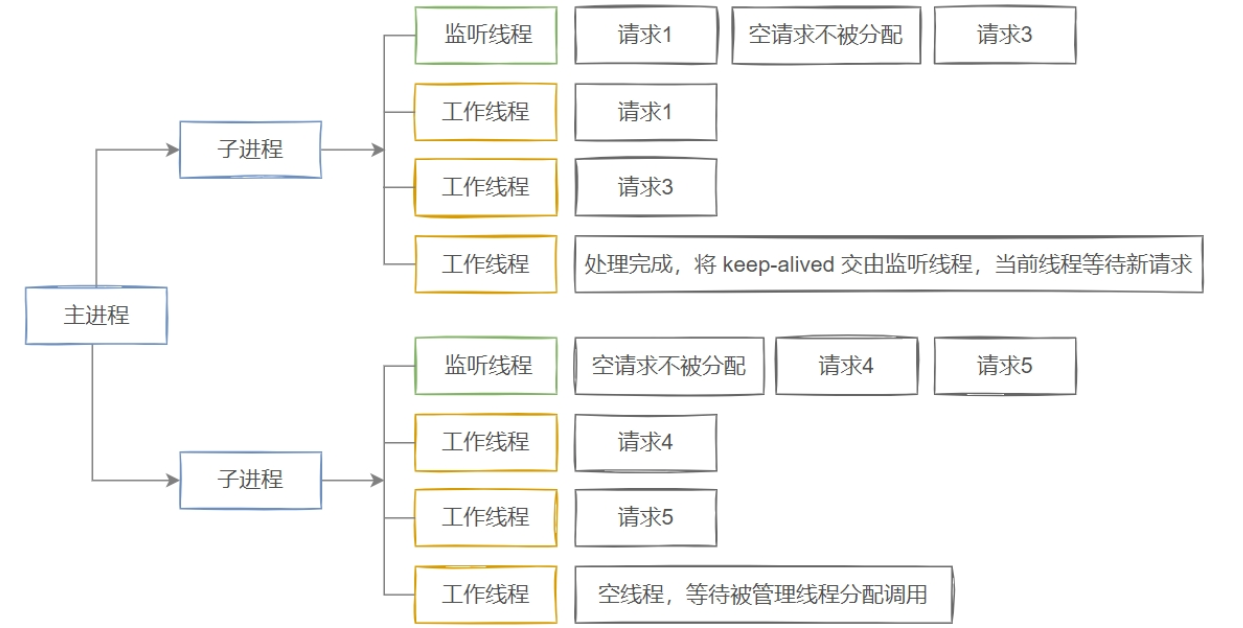 监听线程
请求1
空请求不被分配
请求3
工作线程
请求1
子进程
工作线程
请求3
工作线程
处理完成，将 keep-alived 交由监听线程，当前线程等待新请求
主进程
监听线程
空请求不被分配
请求4
请求5
工作线程
请求4
子进程
工作线程
请求5
工作线程
空线程，等待被管理线程分配调用